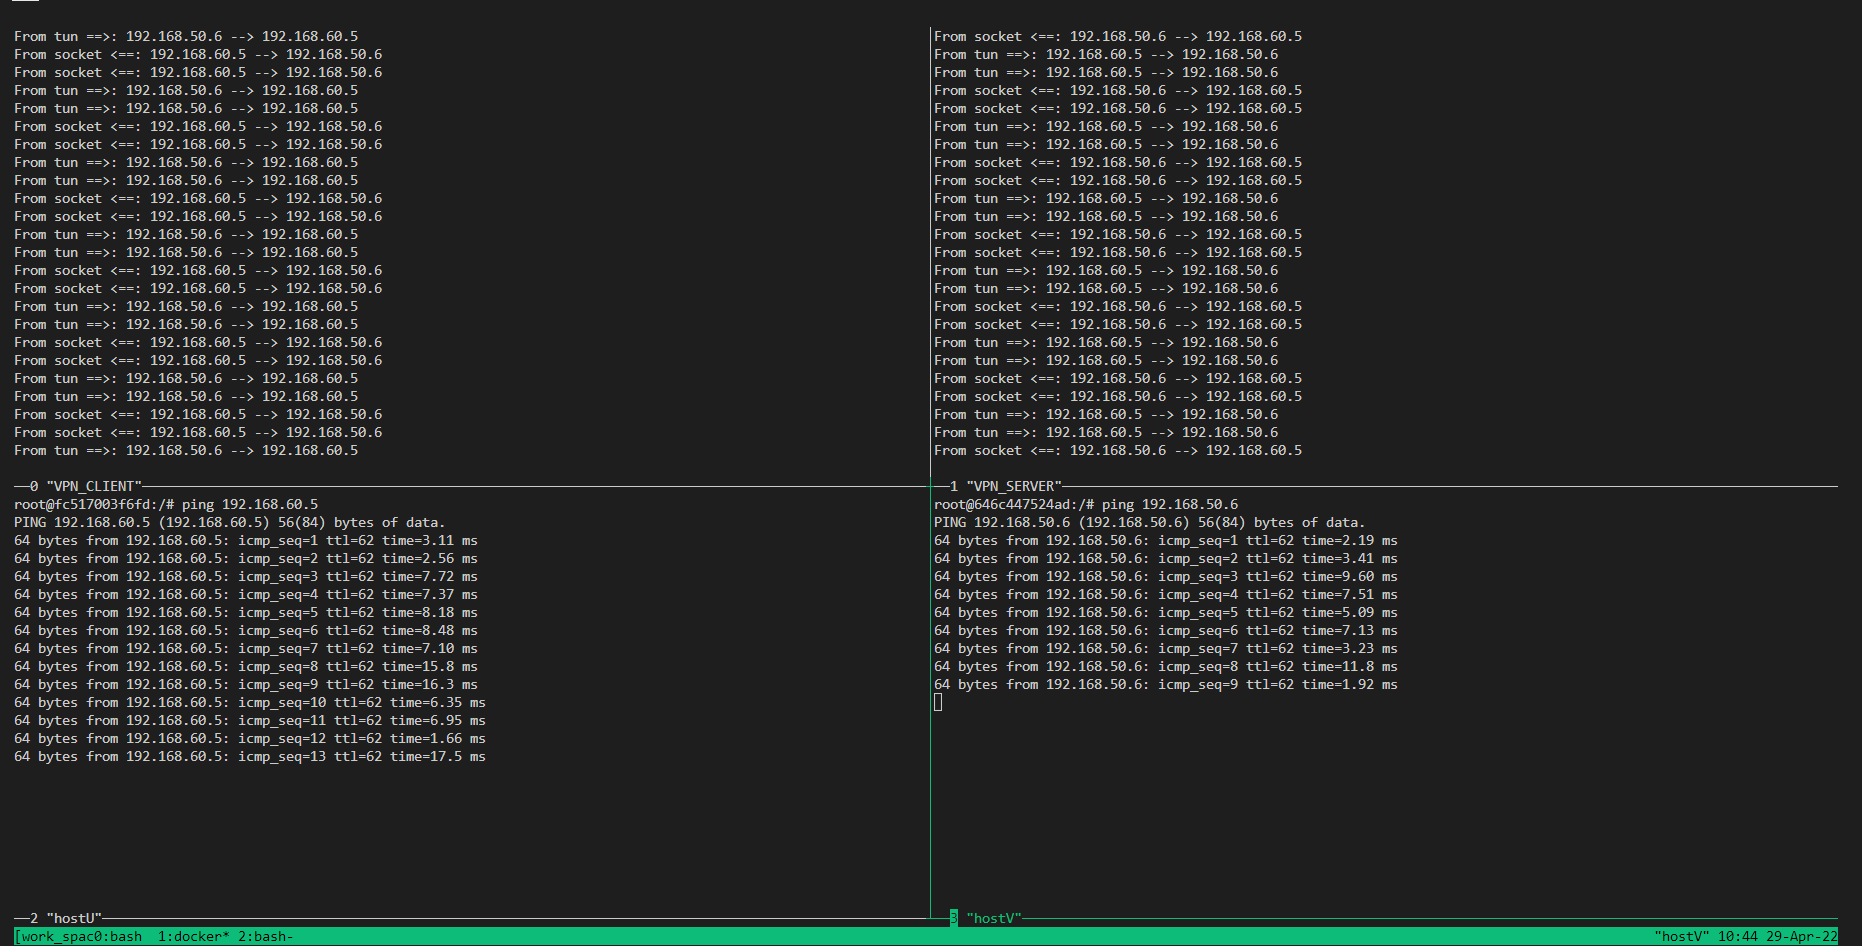 From tun ==>: 192.168.50.6 --> 192.168.60.5
From socket <==: 192.168.60.5 --> 192.168.50.6
From socket <==: 192.168.60.5 --> 192.168.50.6
From tun ==>: 192.168.50.6 --> 192.168.60.5
From tun ==>: 192.168.50.6 --> 192.168.60.5
From socket <==: 192.168.60.5 --> 192.168.50.6
From socket <==: 192.168.60.5 --> 192.168.50.6
From tun ==>: 192.168.50.6 --> 192.168.60.5
From tun ==>: 192.168.50.6 --> 192.168.60.5
From socket <==: 192.168.60.5 --> 192.168.50.6
From socket <==: 192.168.60.5 --> 192.168.50.6
From tun ==>: 192.168.50.6 --> 192.168.60.5
From tun ==>: 192.168.50.6 --> 192.168.60.5
From socket <==: 192.168.60.5 --> 192.168.50.6
From socket <==: 192.168.60.5 --> 192.168.50.6
From tun ==>: 192.168.50.6 --> 192.168.60.5
From tun ==>: 192.168.50.6 --> 192.168.60.5
From socket <==: 192.168.60.5 --> 192.168.50.6
From socket <==: 192.168.60.5 --> 192.168.50.6
From tun ==>: 192.168.50.6 --> 192.168.60.5
From tun ==>: 192.168.50.6 --> 192.168.60.5
From socket <==: 192.168.60.5 --> 192.168.50.6
From socket <==: 192.168.60.5 --> 192.168.50.6
From tun ==>: 192.168.50.6 --> 192.168.60.5
0 "VPN_CLIENT"
From socket <==: 192.168.50.6 --> 192.168.60.5
From tun ==>: 192.168.60.5 --> 192.168.50.6
From tun ==>: 192.168.60.5 --> 192.168.50.6
From socket <==: 192.168.50.6 --> 192.168.60.5
From socket <==: 192.168.50.6 --> 192.168.60.5
From tun ==>: 192.168.60.5 --> 192.168.50.6
From tun ==>: 192.168.60.5 --> 192.168.50.6
From socket <==: 192.168.50.6 --> 192.168.60.5
From socket <==: 192.168.50.6 --> 192.168.60.5
From tun ==>: 192.168.60.5 --> 192.168.50.6
From tun ==>: 192.168.60.5 --> 192.168.50.6
From socket <==: 192.168.50.6 --> 192.168.60.5
From socket <==: 192.168.50.6 --> 192.168.60.5
From tun ==>: 192.168.60.5 --> 192.168.50.6
From tun ==>: 192.168.60.5 --> 192.168.50.6
From socket <==: 192.168.50.6 --> 192.168.60.5
From socket <==: 192.168.50.6 --> 192.168.60.5
From tun ==>: 192.168.60.5 --> 192.168.50.6
From tun ==>: 192.168.60.5 --> 192.168.50.6
From socket <==: 192.168.50.6 --> 192.168.60.5
From socket <==: 192.168.50.6 --> 192.168.60.5
From tun ==>: 192.168.60.5 --> 192.168.50.6
From tun ==>: 192.168.60.5 --> 192.168.50.6
From socket <==: 192.168.50.6 --> 192.168.60.5
1 "VPN_SERVER"
root@fc517003f6fd:/# ping 192.168.60.5
PING 192.168.60.5 (192.168.60.5) 56(84) bytes of data.
64 bytes from 192.168.60.5: icmp_seq=1 ttl=62 time=3.11 ms
64 bytes from 192.168.60.5: icmp_seq=2 ttl=62 time=2.56 ms
64 bytes from 192.168.60.5: icmp_seq=3 ttl=62 time=7.72 ms
64 bytes from 192.168.60.5: icmp_seq=4 ttl=62 time=7.37 ms
64 bytes from 192.168.60.5: icmp_seq=5 ttl=62 time=8.18 ms
64 bytes from 192.168.60.5: icmp_seq=6 ttl=62 time=8.48 ms
64 bytes from 192.168.60.5: icmp_seq=7 ttl=62 time=7.10 ms
64 bytes from 192.168.60.5: icmp_seq=8 ttl=62 time=15.8 ms
64 bytes from 192.168.60.5: icmp_seq=9 ttl=62 time=16.3 ms
64 bytes from 192.168.60.5: icmp_seq=10 ttl=62 time=6.35 ms
64 bytes from 192.168.60.5: icmp_seq=11 ttl=62 time=6.95 ms
64 bytes from 192.168.60.5: icmp_seq=12 ttl=62 time=1.66 ms
64 bytes from 192.168.60.5: icmp_seq=13 ttl=62 time=17.5 ms
2 "hostU"
root@646c447524ad:/# ping 192.168.50.6
PING 192.168.50.6 (192.168.50.6) 56(84) bytes of data.
64 bytes from 192.168.50.6: icmp_seq=1 ttl=62 time=2.19 ms
64 bytes from 192.168.50.6: icmp_seq=2 ttl=62 time=3.41 ms
64 bytes from 192.168.50.6: icmp_seq=3 ttl=62 time=9.60 ms
64 bytes from 192.168.50.6: icmp_seq=4 ttl=62 time=7.51 ms
64 bytes from 192.168.50.6: icmp_seq=5 ttl=62 time=5.09 ms
64 bytes from 192.168.50.6: icmp_seq=6 ttl=62 time=7.13 ms
64 bytes from 192.168.50.6: icmp_seq=7 ttl=62 time=3.23 ms
64 bytes from 192.168.50.6: icmp_seq=8 ttl=62 time=11.8 ms
64 bytes from 192.168.50.6: icmp_seq=9 ttl=62 time=1.92 ms
3 "hostV"
[work_spac0:bash  1:docker* 2:bash- "hostV" 10:44 29-Apr-22